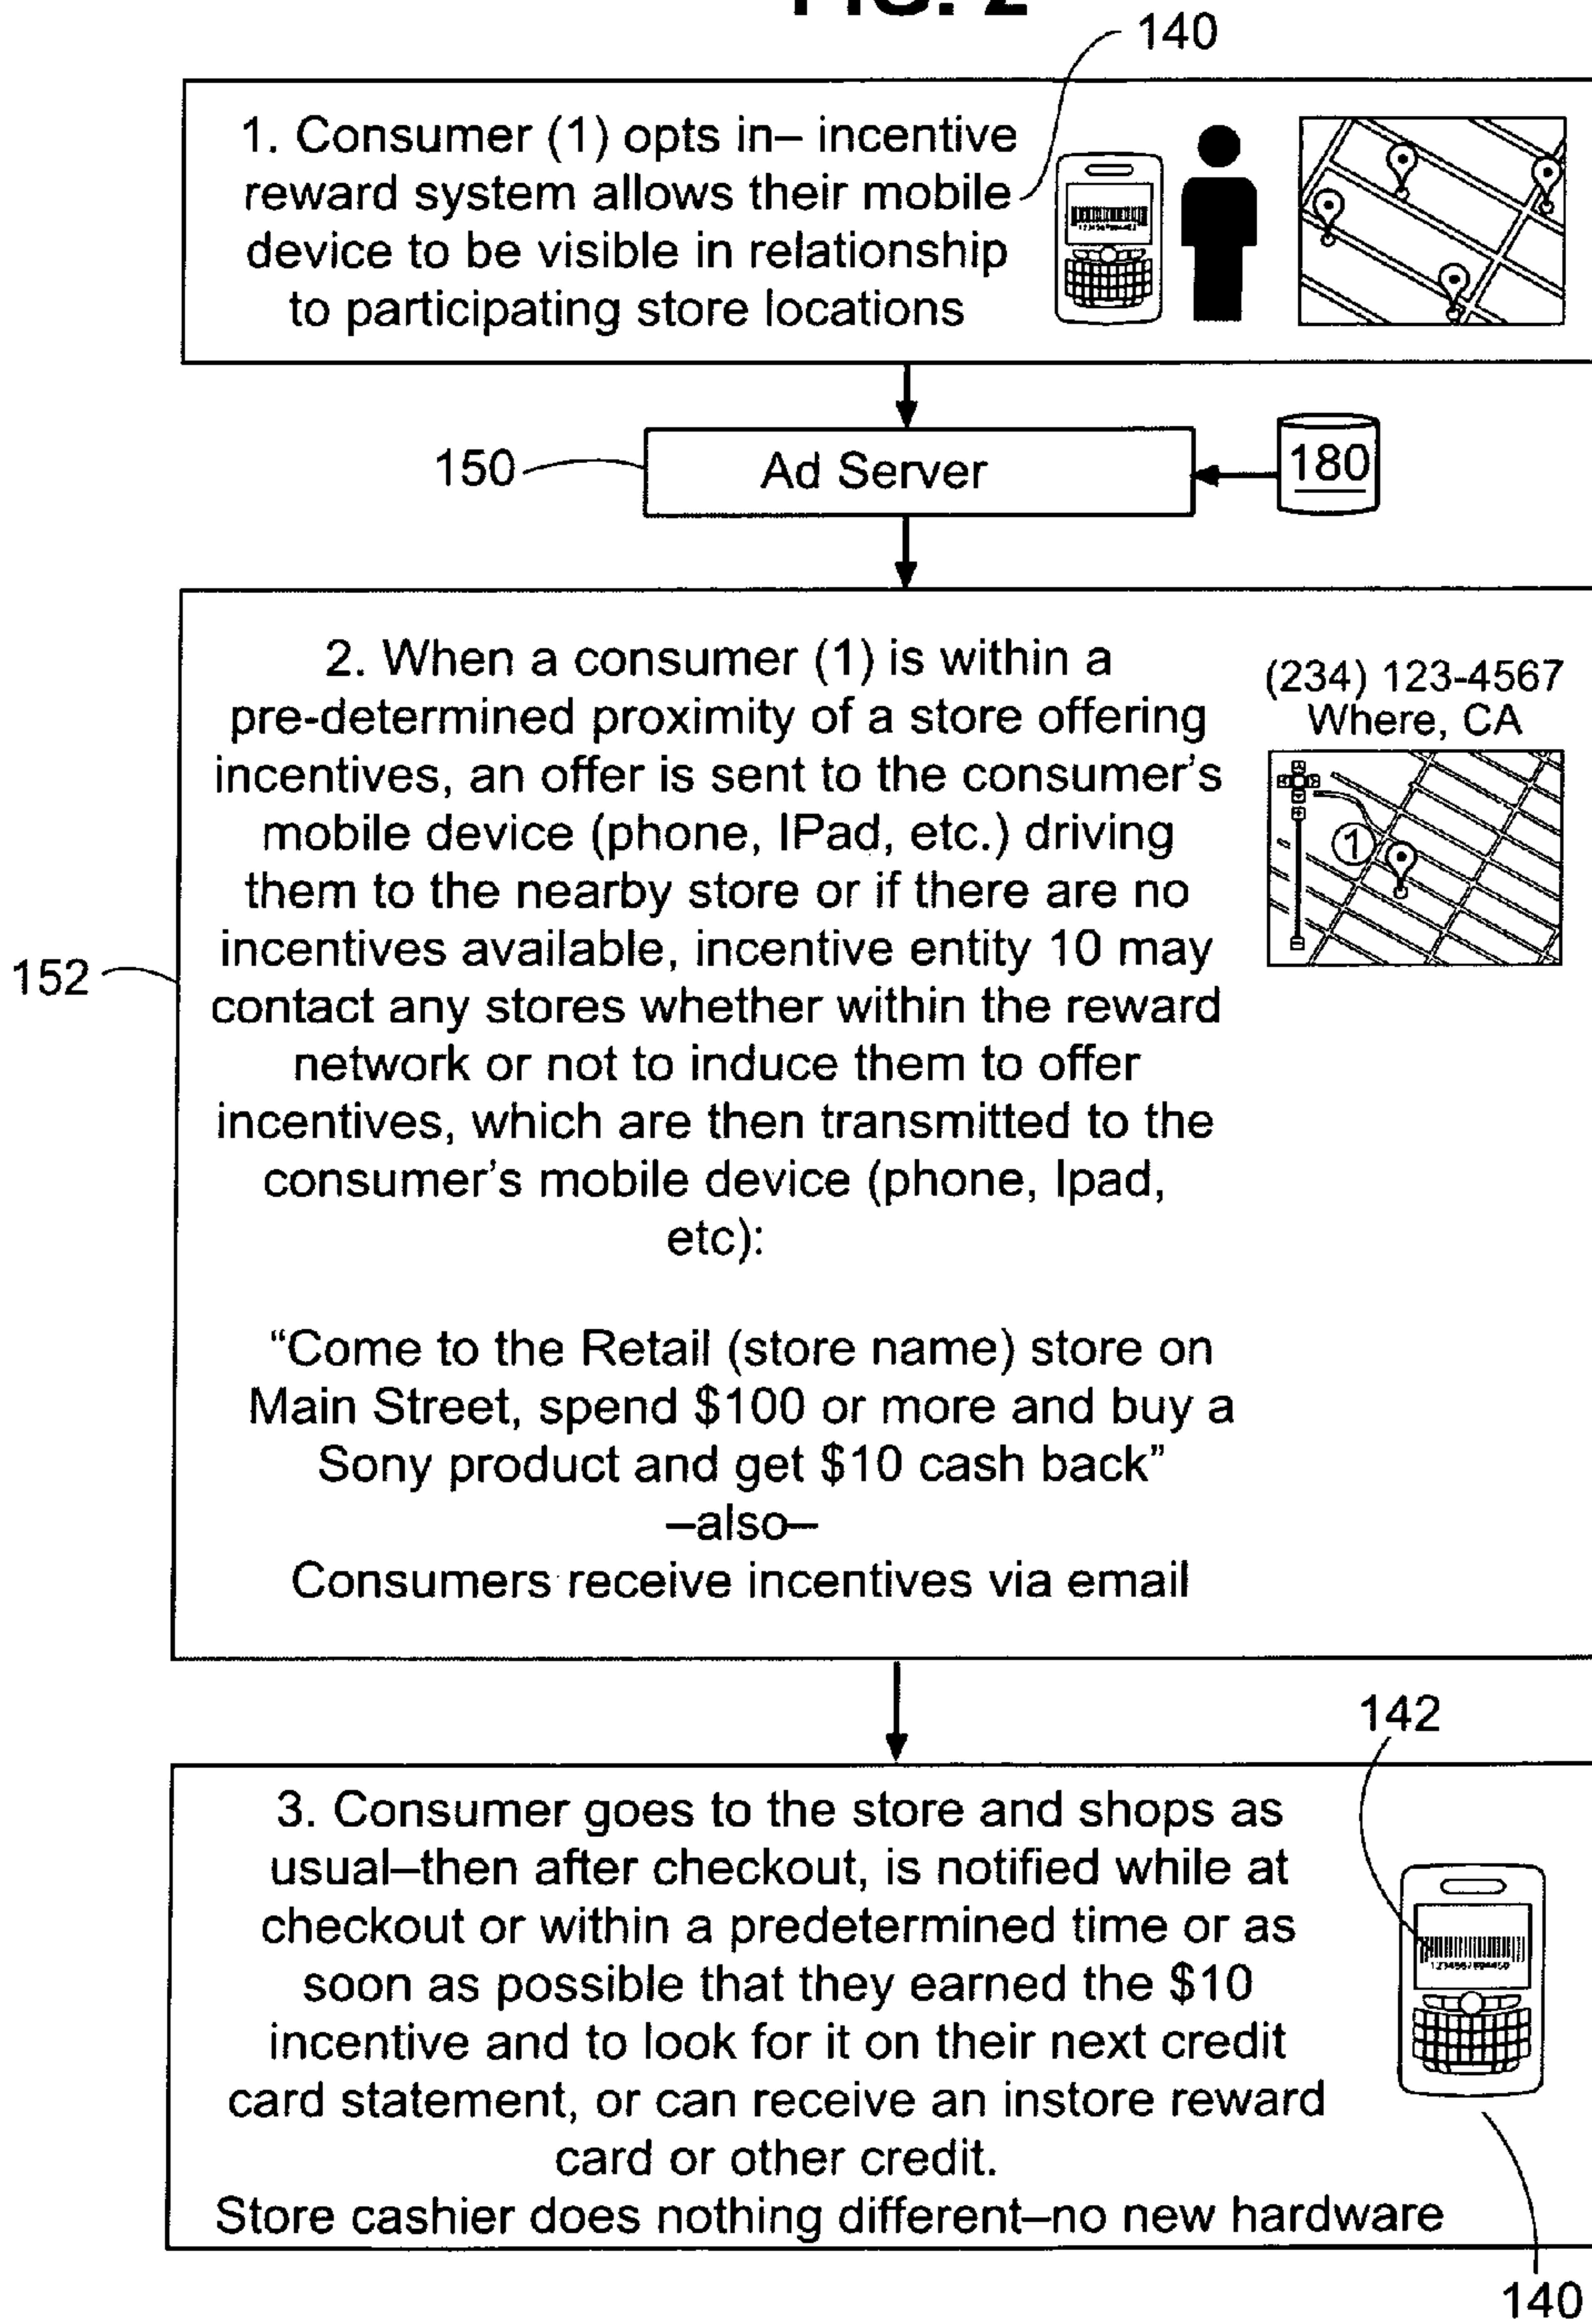 FIG. 2
140
1. Consumer (1) opts in– incentive
reward system allows their mobile
device to be visible in relationship
to participating store locations
150
Ad Server
180
152
2. When a consumer (1) is within a
pre-determined proximity of a store offering
incentives, an offer is sent to the consumer’s
mobile device (phone, IPad, etc.) driving
them to the nearby store or if there are no
incentives available, incentive entity 10 may
contact any stores whether within the reward
network or not to induce them to offer
incentives, which are then transmitted to the
consumer’s mobile device (phone, Ipad,
etc):
(234) 123-4567
Where, CA
1
“Come to the Retail (store name) store on
Main Street, spend $100 or more and buy a
Sony product and get $10 cash back”
–also–
Consumers receive incentives via email
142
3. Consumer goes to the store and shops as
usual–then after checkout, is notified while at
checkout or within a predetermined time or as
soon as possible that they earned the $10
incentive and to look for it on their next credit
card statement, or can receive an instore reward
card or other credit.
Store cashier does nothing different–no new hardware
140